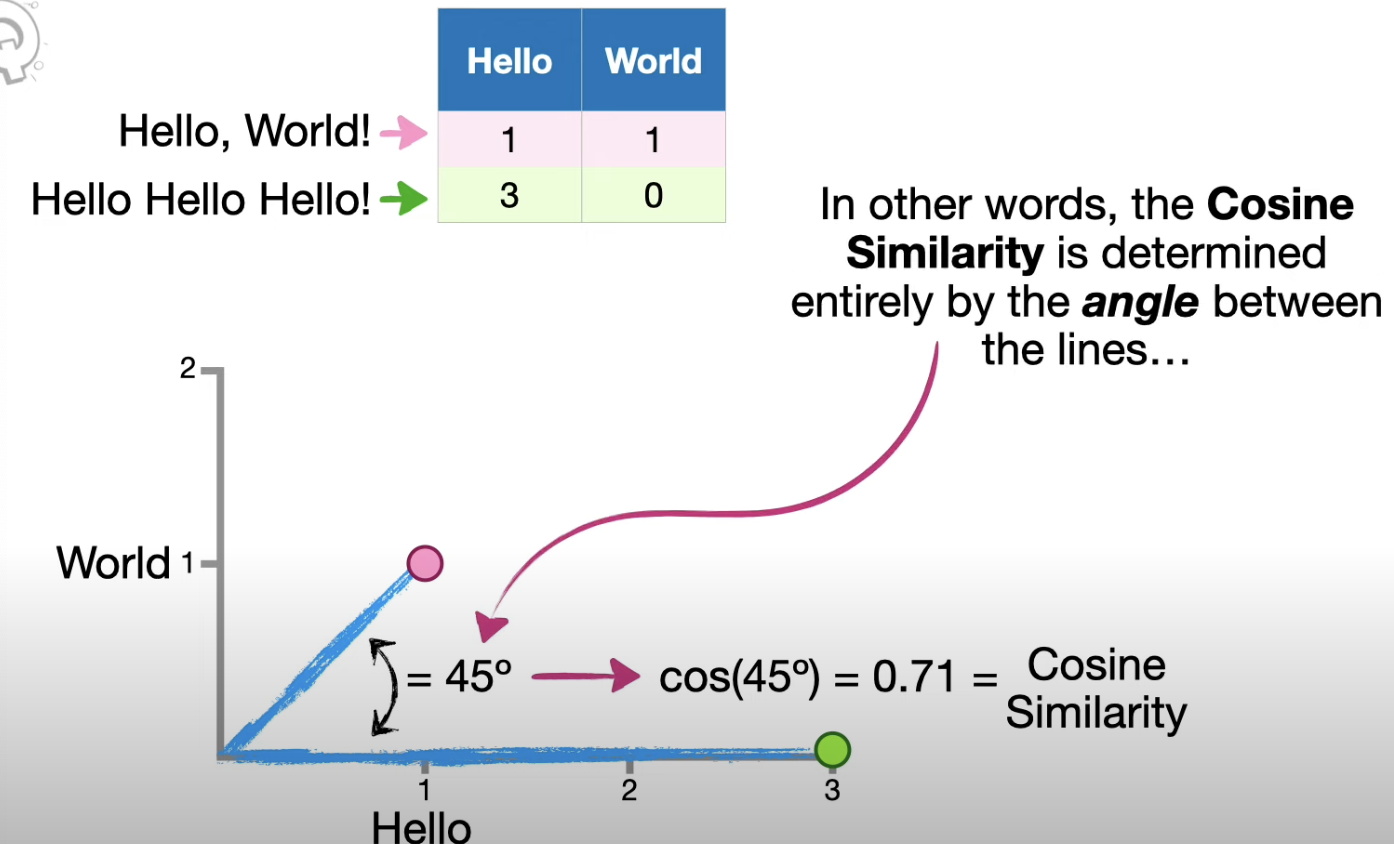 Hello World
Hello, World! 1 1
Hello Hello Hello! 3 0
In other words, the Cosine
Similarity is determined
entirely by the angle between
the lines…
2
World 1
= 45º cos(45º) = 0.71 = Cosine
Similarity
1 2 3
Hello